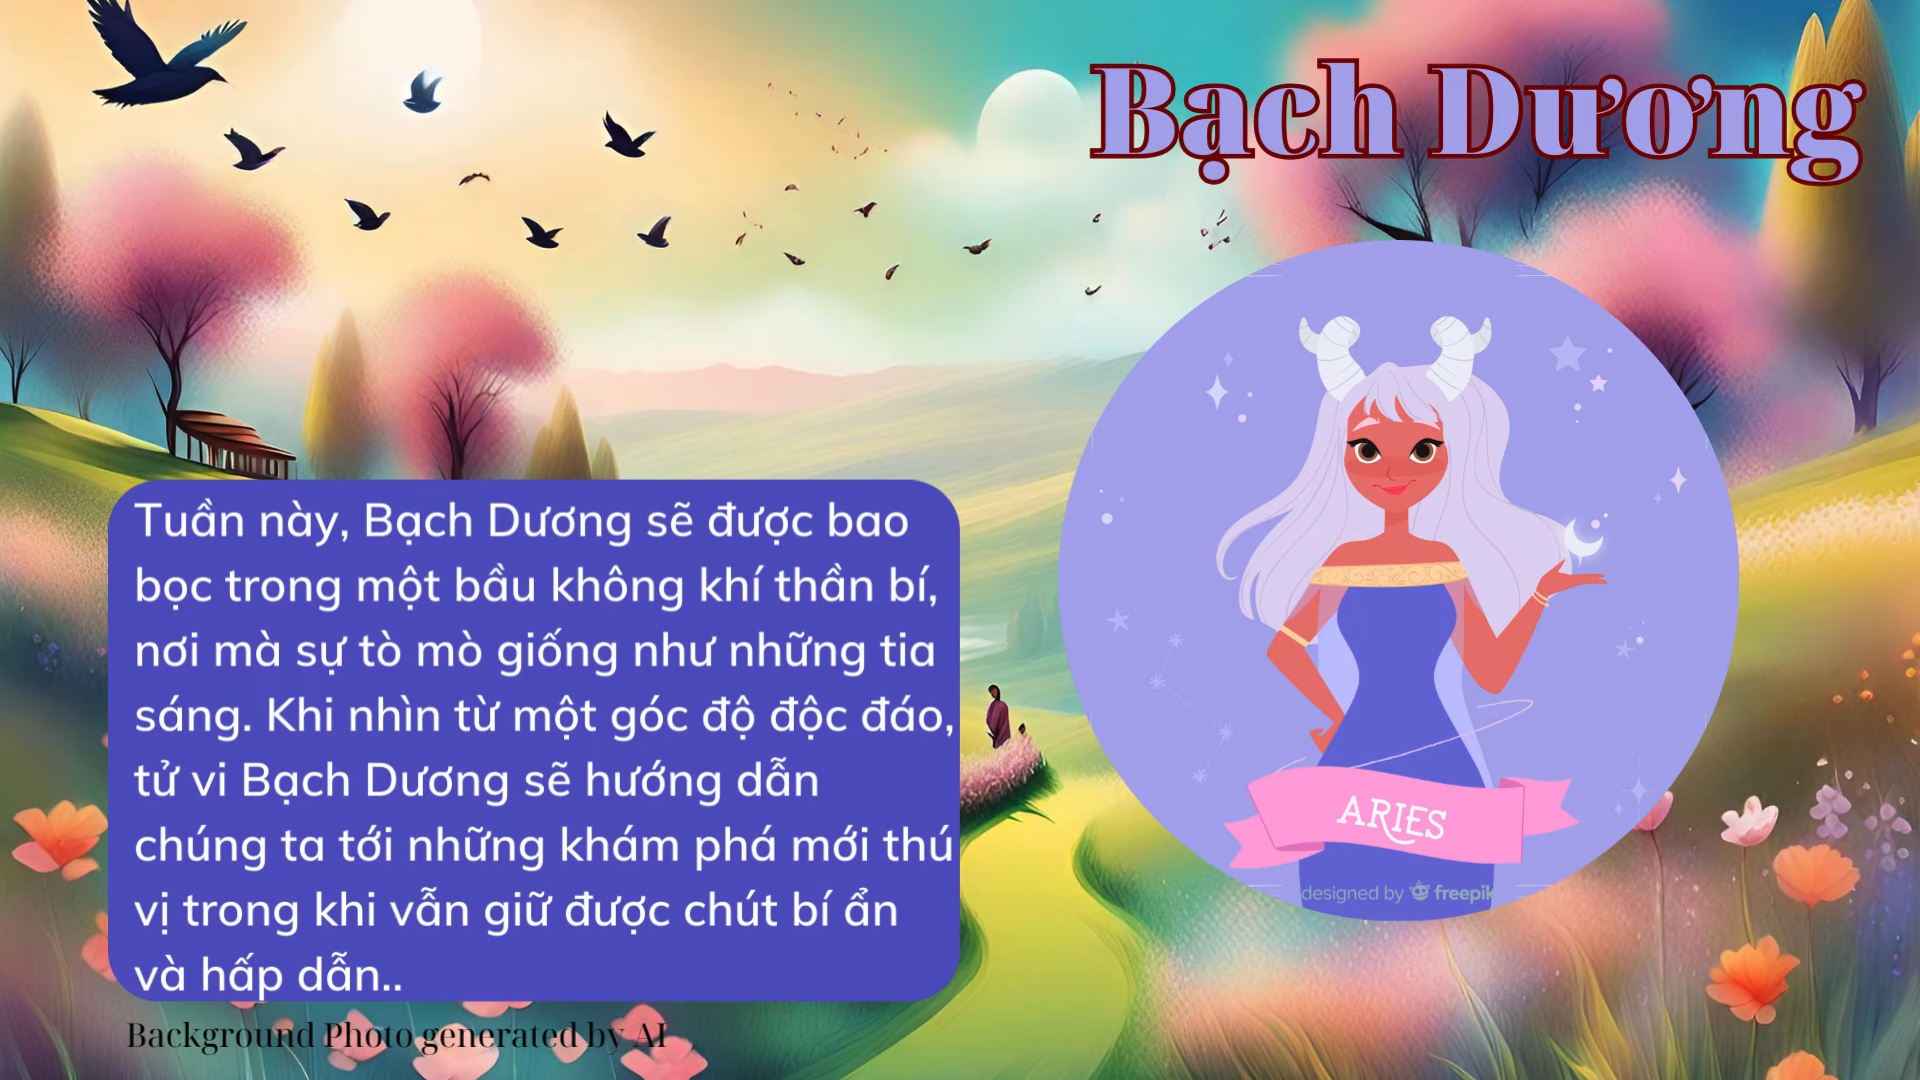 Bạch Dương
Tuần này, Bạch Dương sẽ được bao
bọc trong một bầu không khí thần bí,
nơi mà sự tò mò giống như những tia
sáng. Khi nhìn từ một góc độ độc đáo,
tử vi Bạch Dương sẽ hướng dẫn
chúng ta tới những khám phá mới thú
vị trong khi vẫn giữ được chút bí ẩn
và hấp dẫn..
ARIES
designed by freepik
Background Photo generated by AI